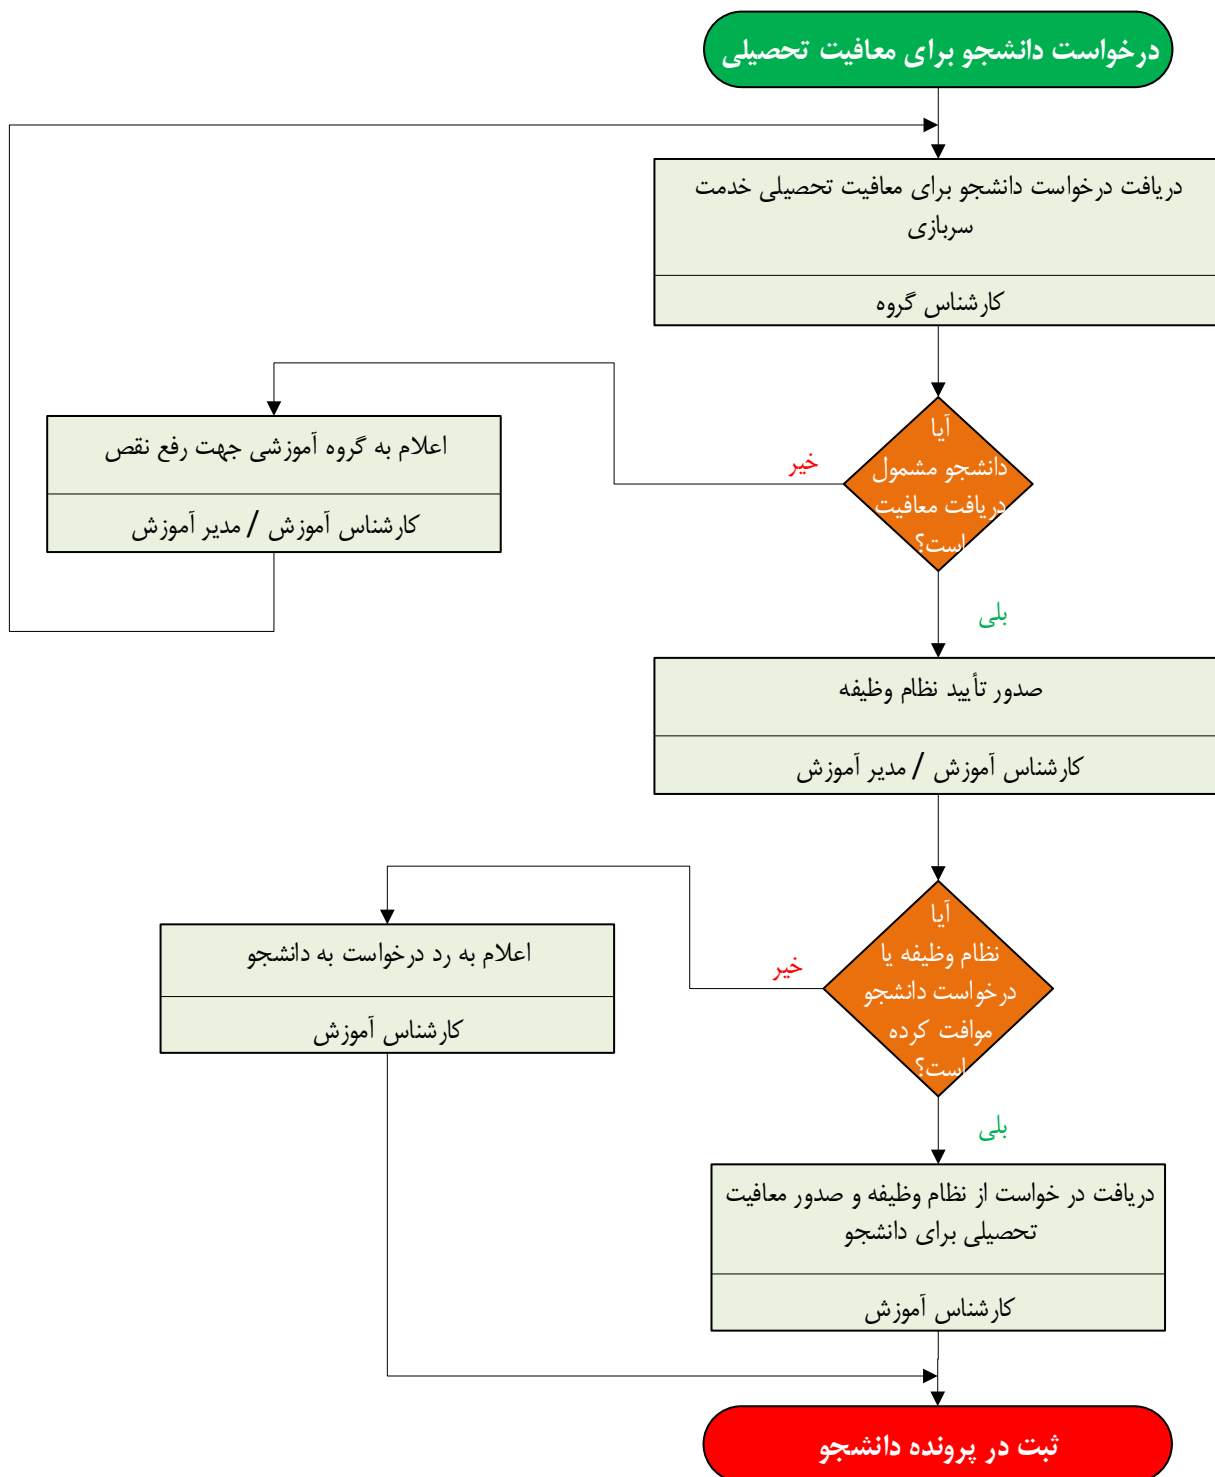 درخواست دانشجو برای معافیت تحصیلی
دریافت درخواست دانشجو برای معافیت تحصیلی خدمت
سربازی
کارشناس گروه
آیا
دانشجو مشمول
دریافت معافیت
است؟
خیر
اعلام به گروه آموزشی جهت رفع نقص
کارشناس آموزش / مدیر آموزش
بلی
صدور تأیید نظام وظیفه
کارشناس آموزش / مدیر آموزش
آیا
نظام وظیفه یا
درخواست دانشجو
موافت کرده
است؟
خیر
اعلام به رد درخواست به دانشجو
کارشناس آموزش
بلی
دریافت در خواست از نظام وظیفه و صدور معافیت
تحصیلی برای دانشجو
کارشناس آموزش
ثبت در پرونده دانشجو